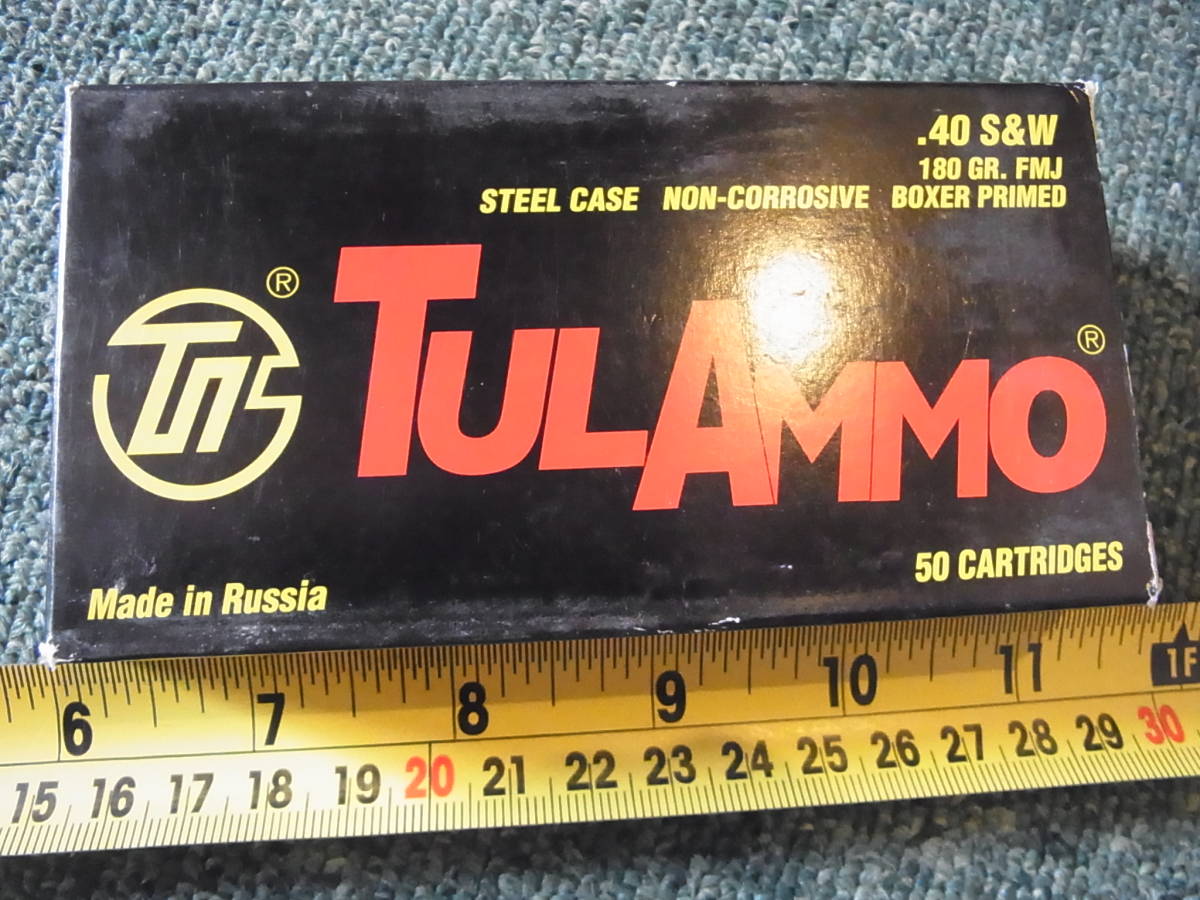 .40 S&W
180 GR. FMJ
STEEL CASE NON-CORROSIVE BOXER PRIMED
®
TПS
TULAMMO ®
50 CARTRIDGES
Made in Russia
6 7 8 9 10 11 1F
15 16 17 18 19 20 21 22 23 24 25 26 27 28 29 30